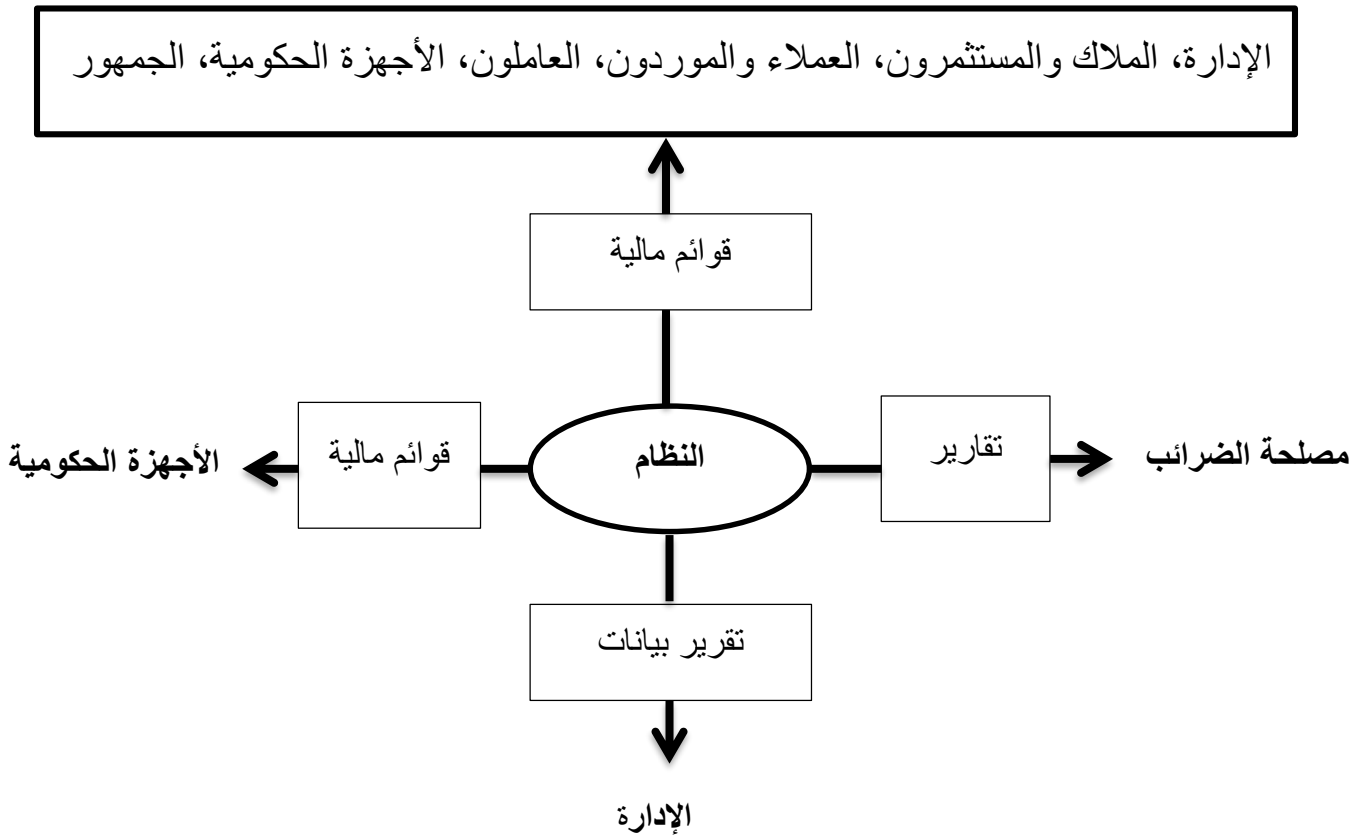 الإدارة، الملاك والمستثمرون، العملاء والموردون، العاملون، الأجهزة الحكومية، الجمهور
قوائم مالية
مصلحة الضرائب
تقارير
النظام
قوائم مالية
الأجهزة الحكومية
تقرير بيانات
الإدارة